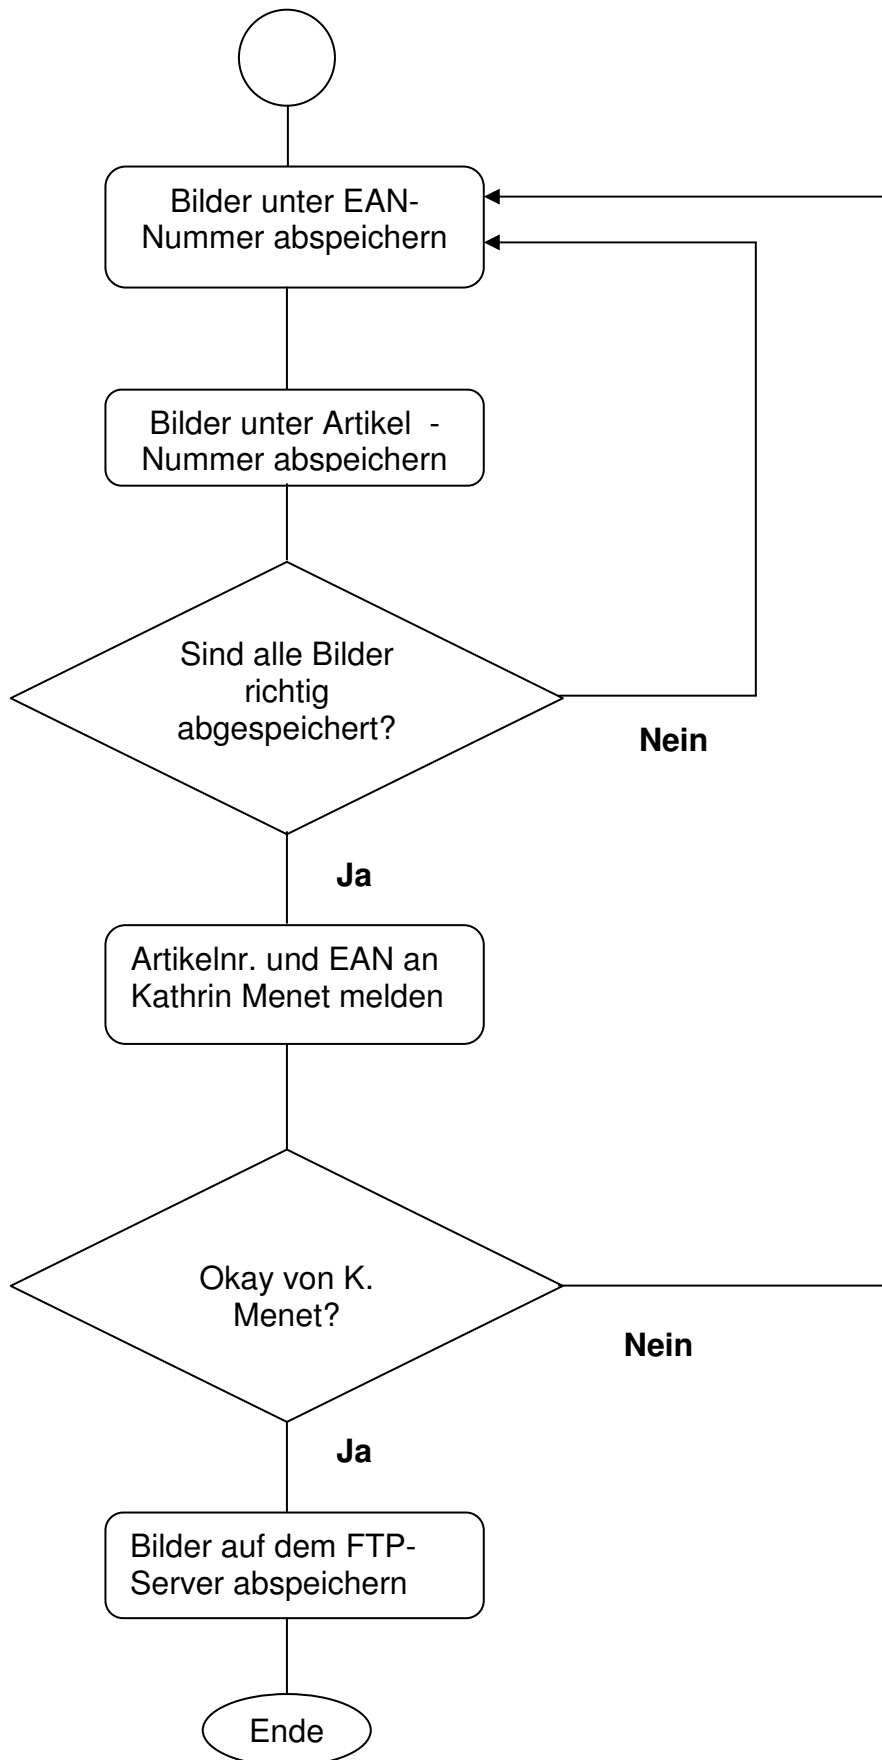 Bilder unter EAN-
Nummer abspeichern
Bilder unter Artikel -
Nummer abspeichern
Sind alle Bilder
richtig
abgespeichert?
Nein
Ja
Artikelnr. und EAN an
Kathrin Menet melden
Okay von K.
Menet?
Nein
Ja
Bilder auf dem FTP-
Server abspeichern
Ende